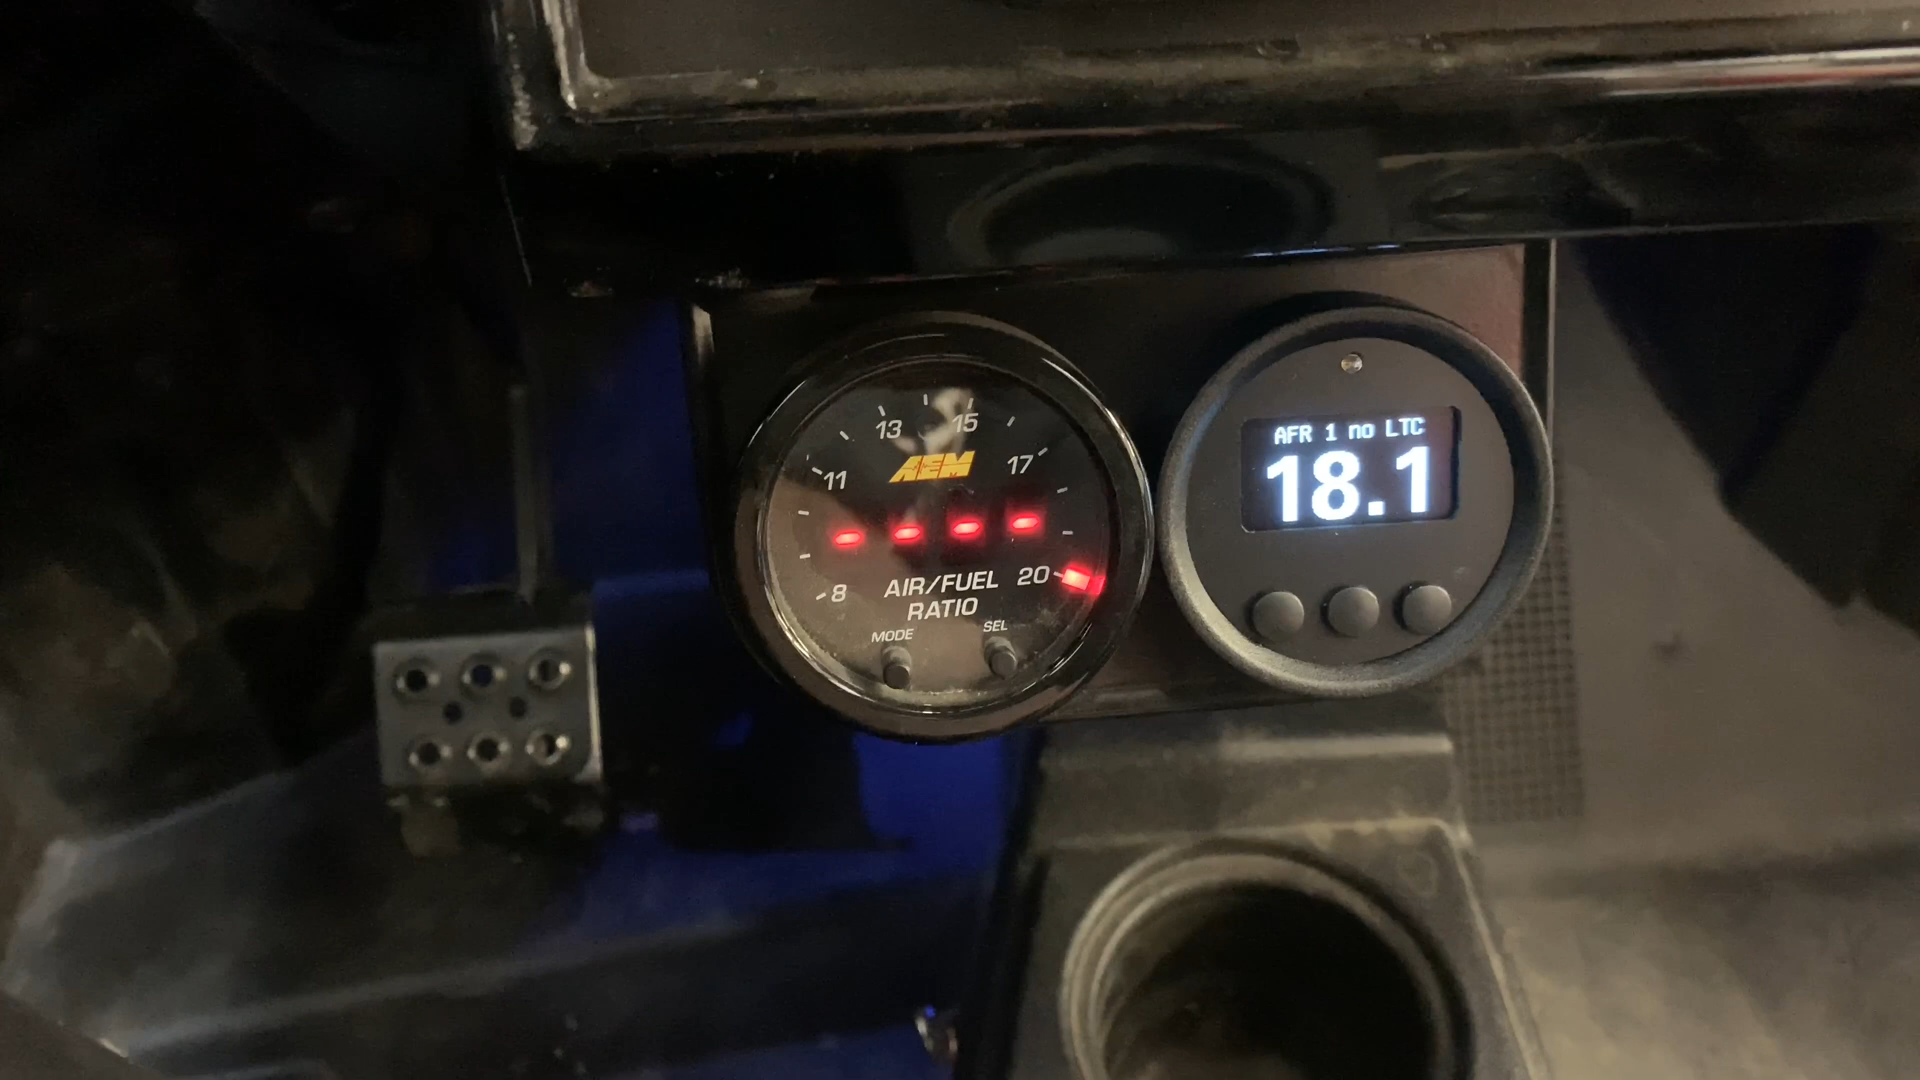 13 15
11 17
AEM
- - - -
8 AIR/FUEL 20
RATIO
MODE SEL
AFR 1 no LTC
18.1